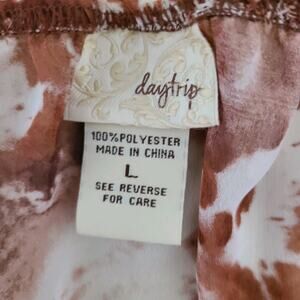 daytrip
100% POLYESTER
MADE IN CHINA
L
SEE REVERSE
FOR CARE